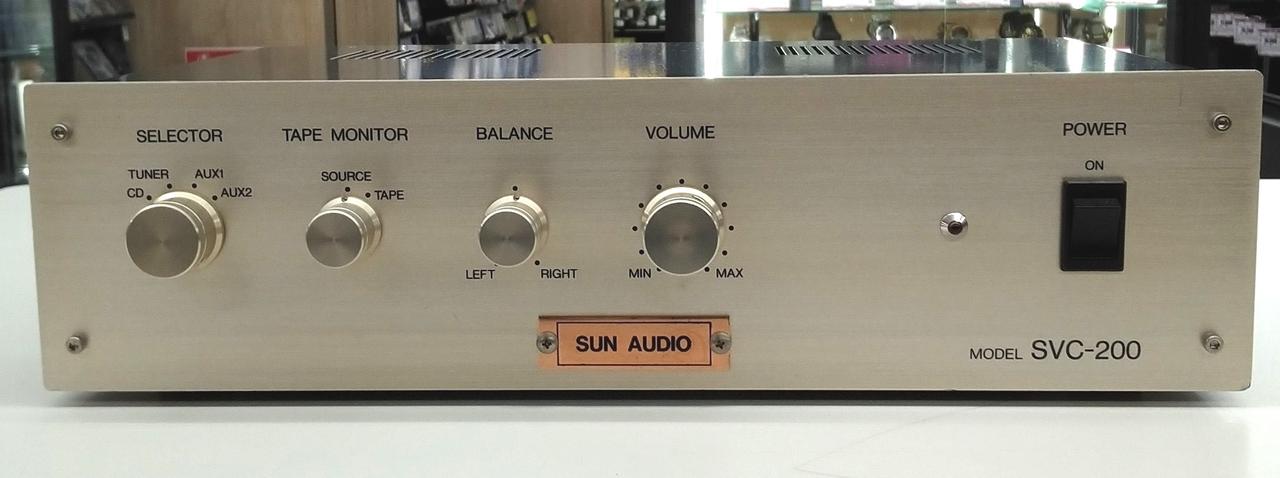 SELECTOR
TAPE MONITOR
BALANCE
VOLUME
POWER
CD
TUNER
AUX1
AUX2
SOURCE
TAPE
LEFT
RIGHT
MIN
MAX
ON
SUN AUDIO
MODEL SVC-200